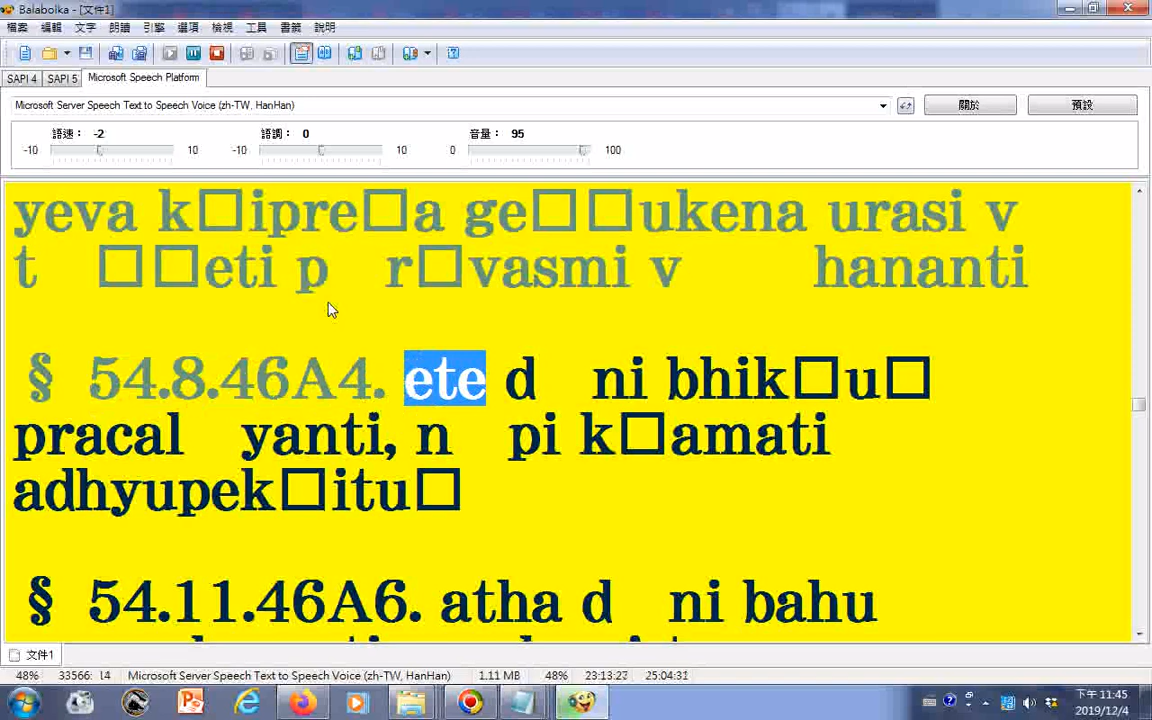 Balabolka - [文件1]
檔案 編輯 文字 朗讀 引擎 選項 檢視 工具 書籤 說明
SAPI 4 SAPI 5 Microsoft Speech Platform
Microsoft Server Speech Text to Speech Voice (zh-TW, HanHan) 關於 預設
語速： -2 語調： 0 音量： 95
-10 10 -10 10 0 100
yeva k□ipre□a ge□□ukena urasi v
t □□eti p r□vasmi v hananti
§ 54.8.46A4. ete d ni bhik□u□
pracal yanti, n pi k□amati
adhyupek□itu□
§ 54.11.46A6. atha d ni bahu
文件1
48% 33566: 14 Microsoft Server Speech Text to Speech Voice (zh-TW, HanHan) 1.11 MB 48% 23:13:23 25:04:31
下午 11:45
2019/12/4